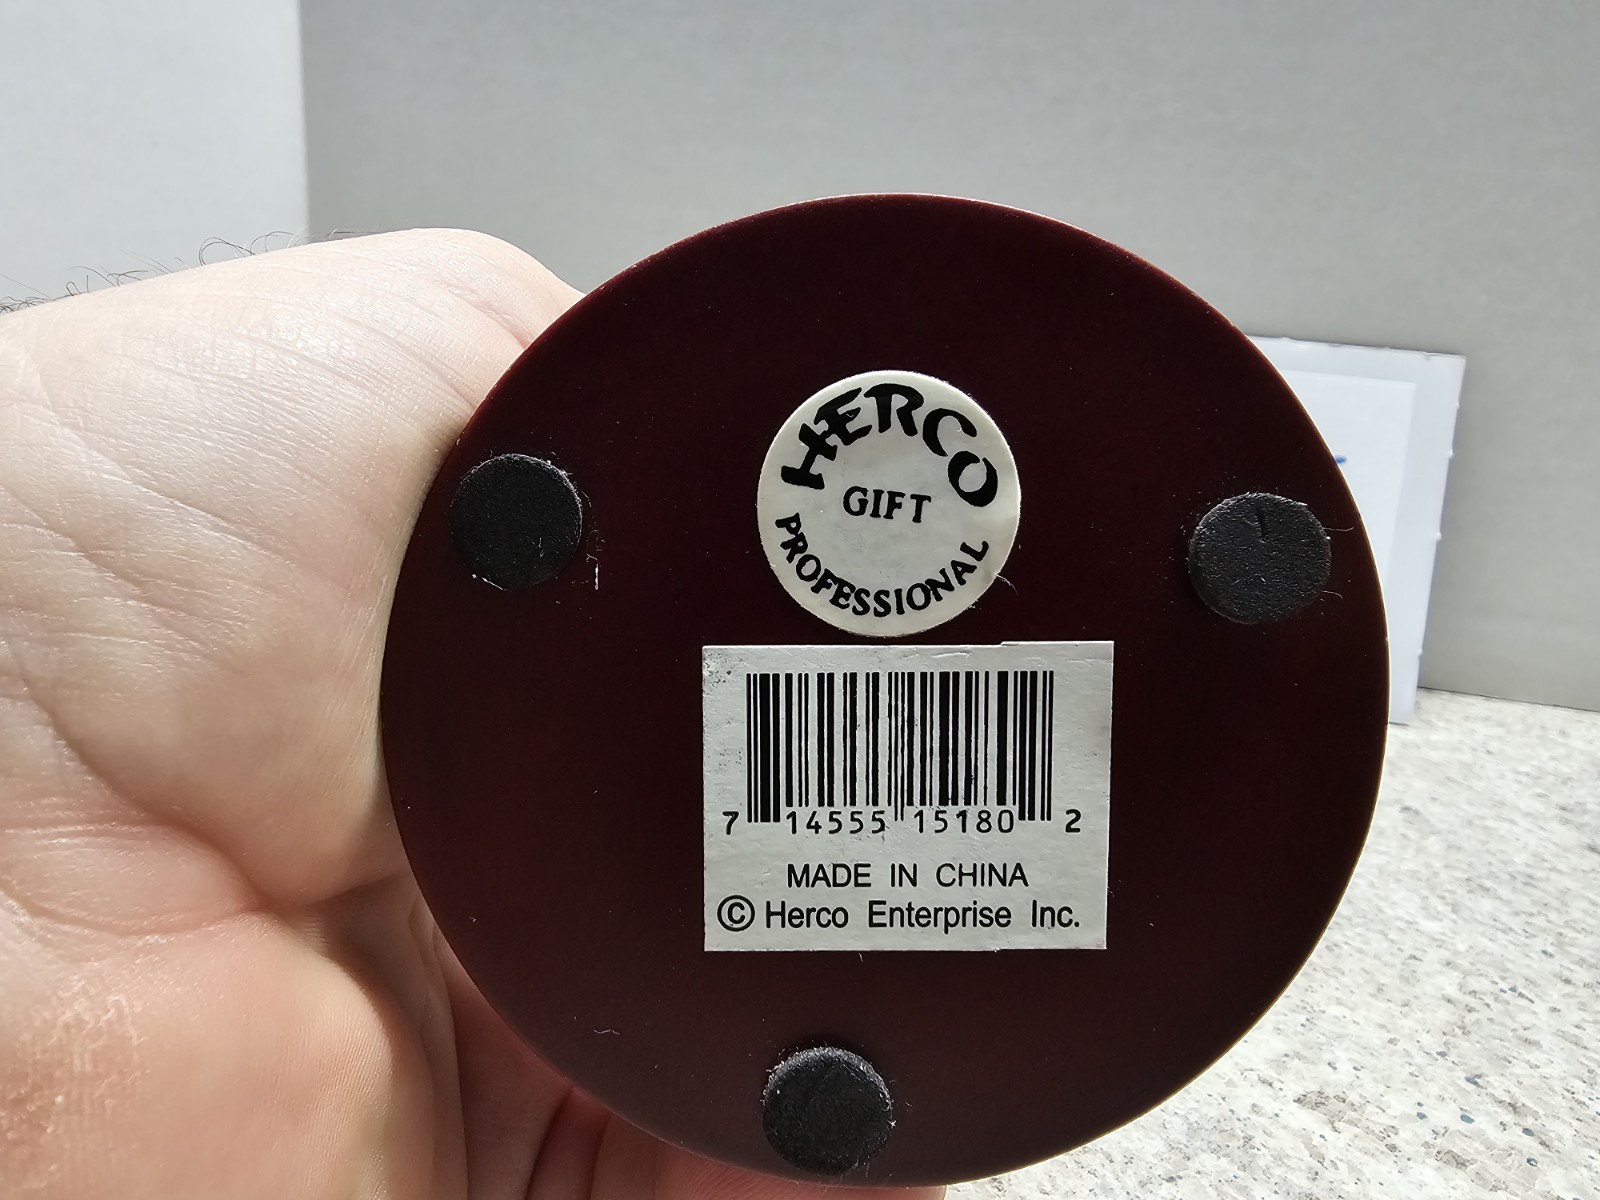 HERCO
GIFT
PROFESSIONAL
7 14555 15180 2
MADE IN CHINA
© Herco Enterprise Inc.